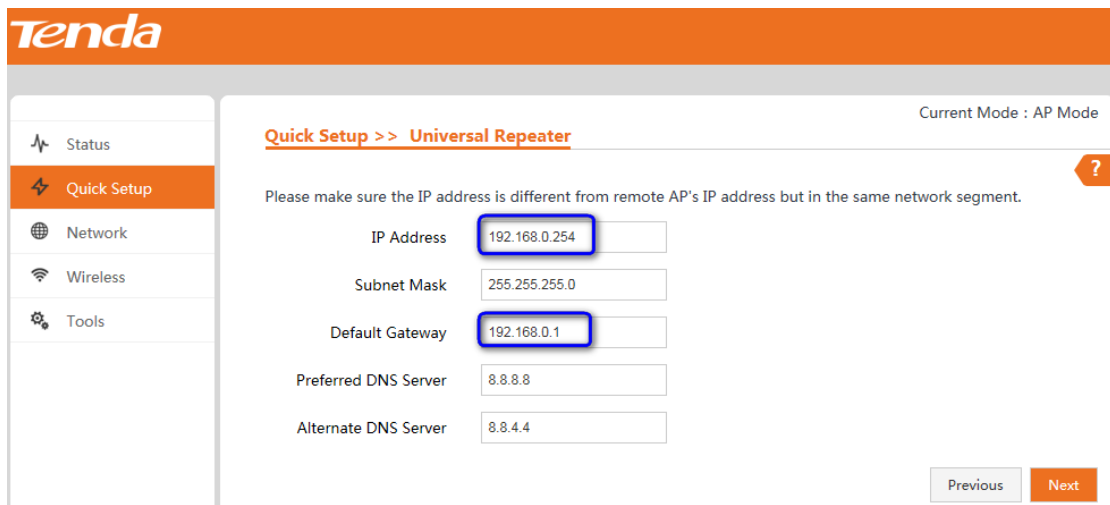 Tenda
Current Mode : AP Mode
Quick Setup >> Universal Repeater
Status
Quick Setup
Network
Wireless
Tools
?
Please make sure the IP address is different from remote AP's IP address but in the same network segment.
IP Address 192.168.0.254
Subnet Mask 255.255.255.0
Default Gateway 192.168.0.1
Preferred DNS Server 8.8.8.8
Alternate DNS Server 8.8.4.4
Previous Next